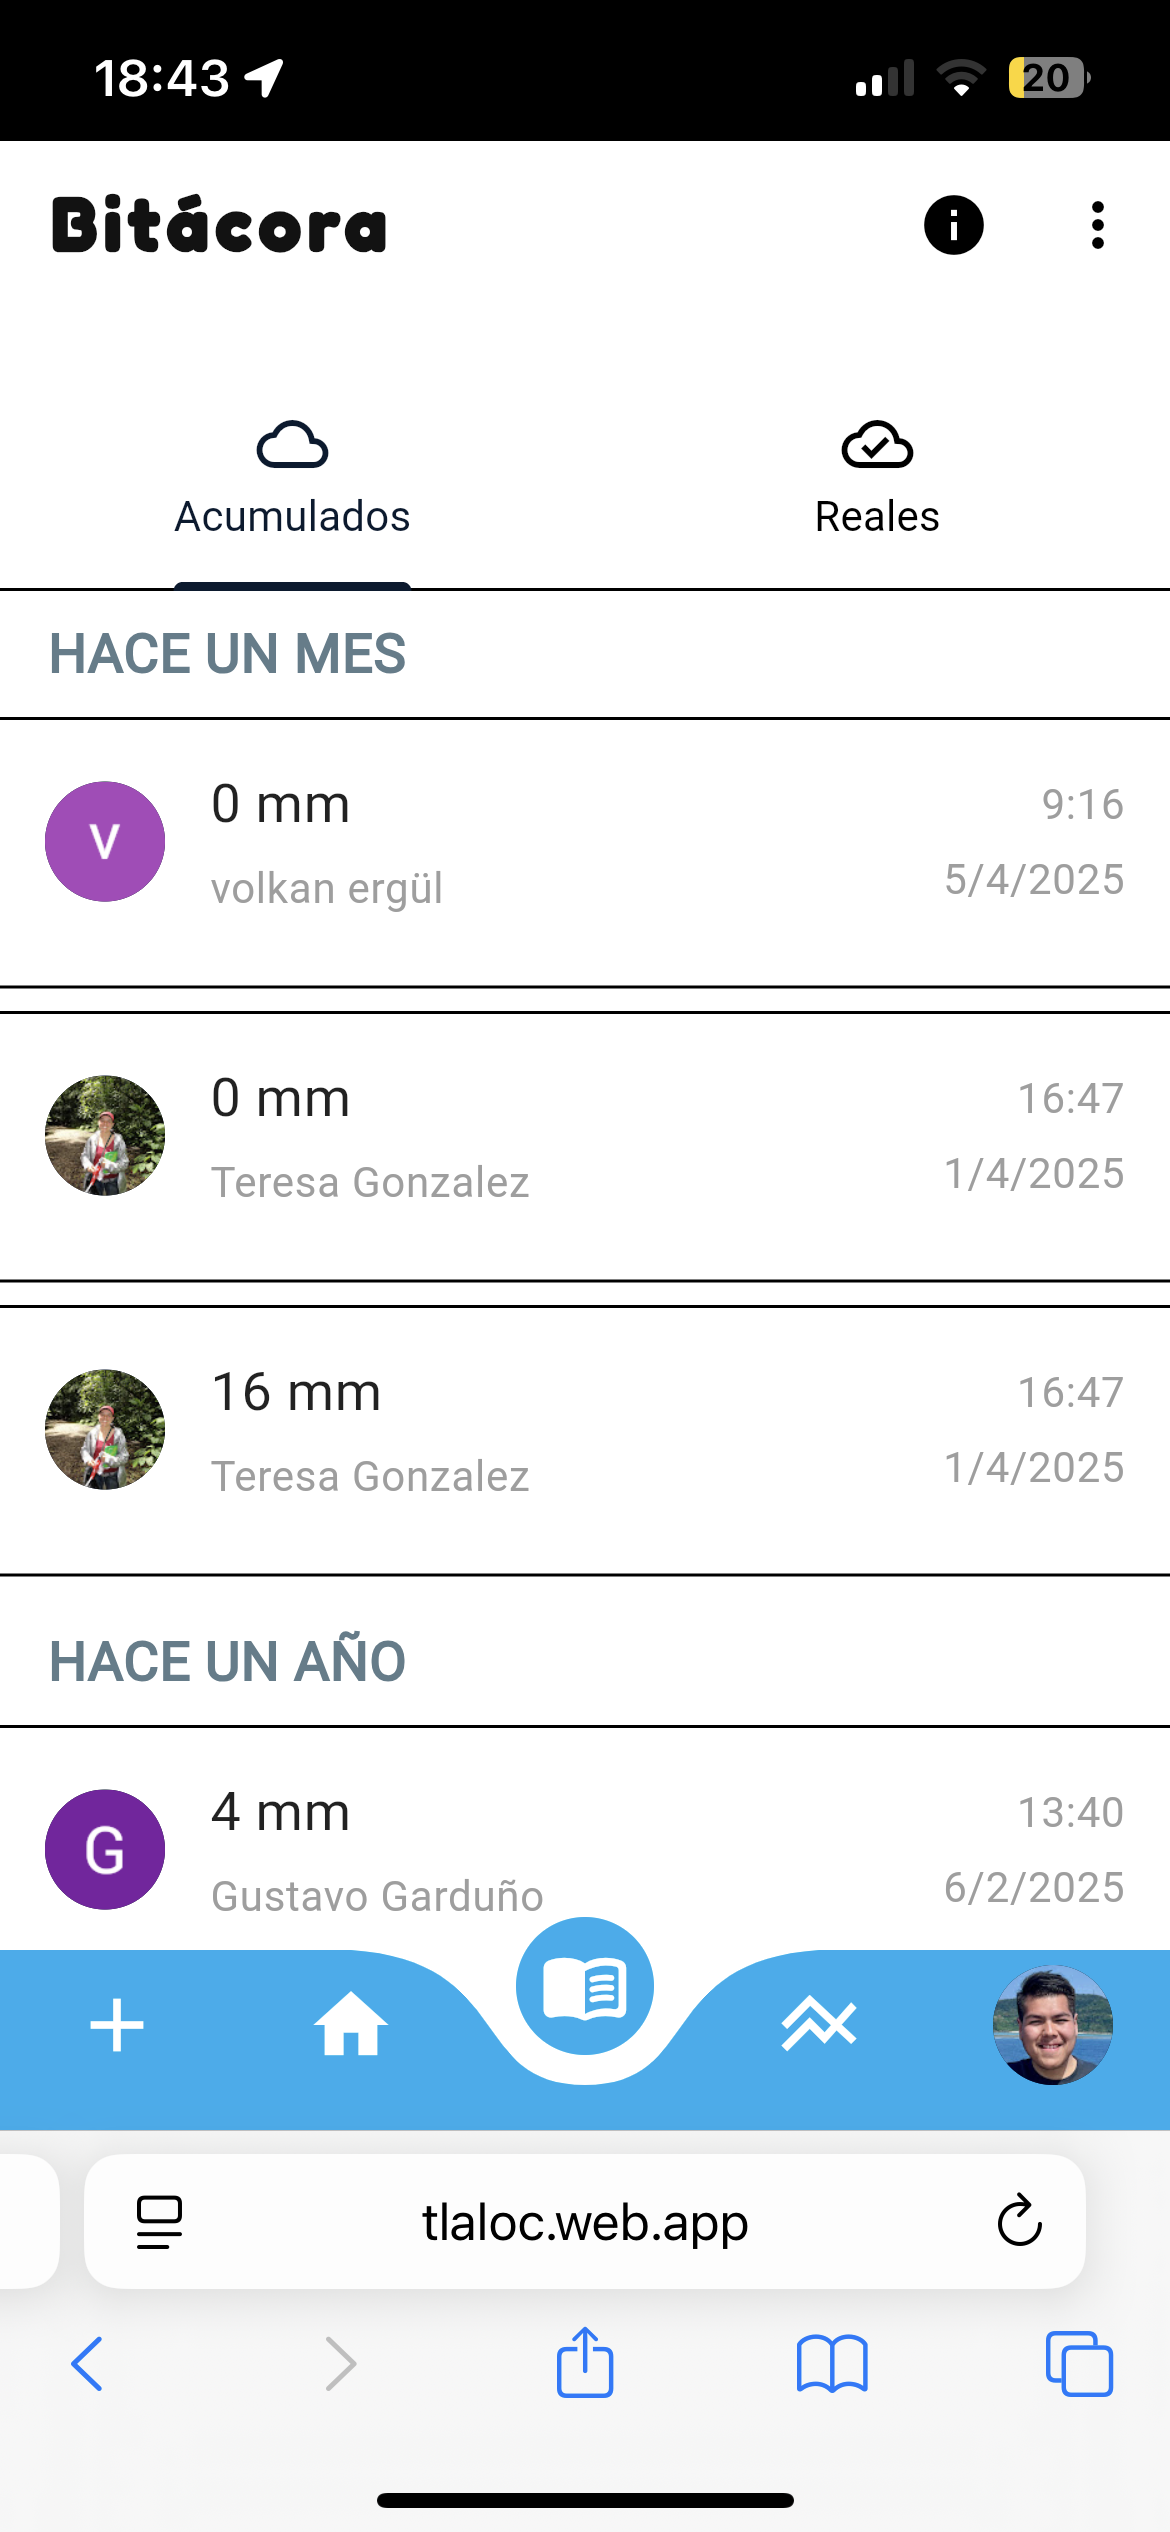 18:43
20
Bitácora
Acumulados
Reales
HACE UN MES
V
0 mm
9:16
volkan ergül
5/4/2025
0 mm
16:47
Teresa Gonzalez
1/4/2025
16 mm
16:47
Teresa Gonzalez
1/4/2025
HACE UN AÑO
G
4 mm
13:40
Gustavo Garduño
6/2/2025
tlaloc.web.app